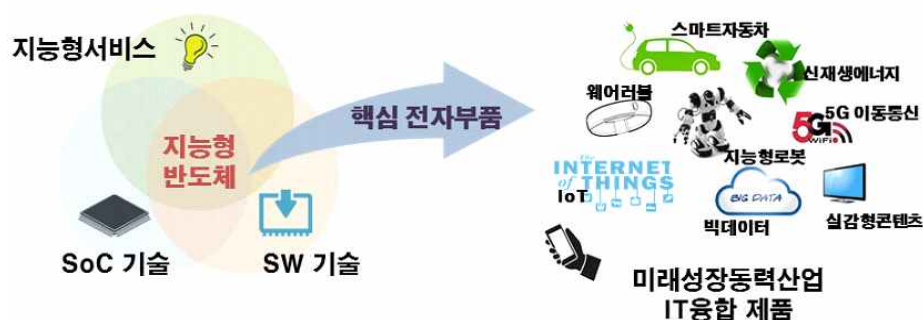 지능형서비스
지능형
반도체
SoC 기술
SW 기술
핵심 전자부품
스마트자동차
신재생에너지
웨어러블
5G 이동통신
5G
WiFi
지능형로봇
The
INTERNET
of THINGS
IoT
BIG DATA
빅데이터
실감형콘텐츠
미래성장동력산업
IT융합 제품